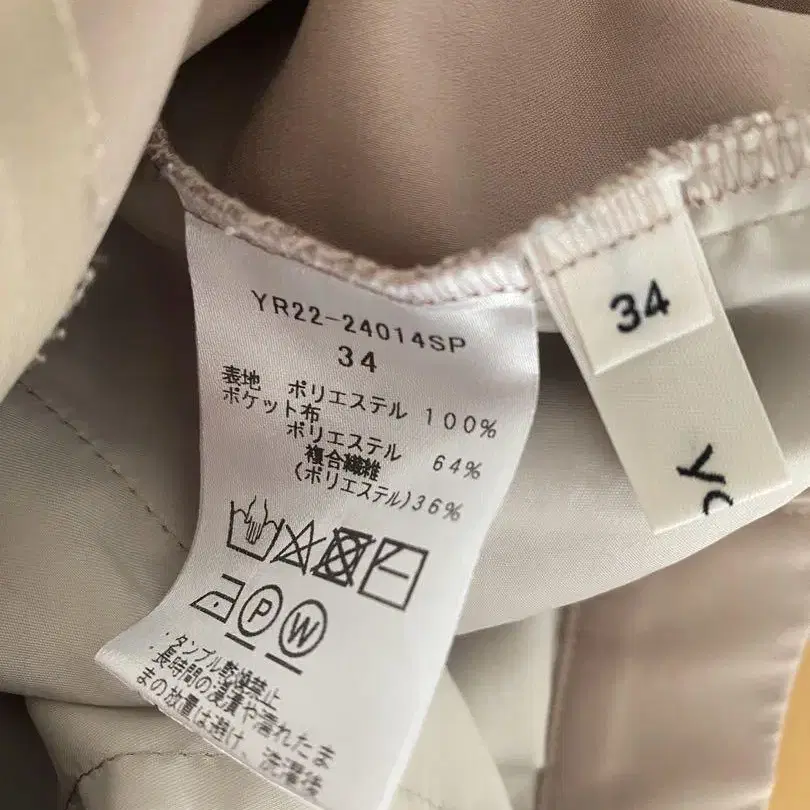 YR22-24014SP
34
表地 ポリエステル 100%
ポケット布
ポリエステル 64%
複合繊維
(ポリエステル)36%
P W
タンブル乾燥禁止
長時間の浸漬や濡れたま
まの放置は避け、洗濯後
34